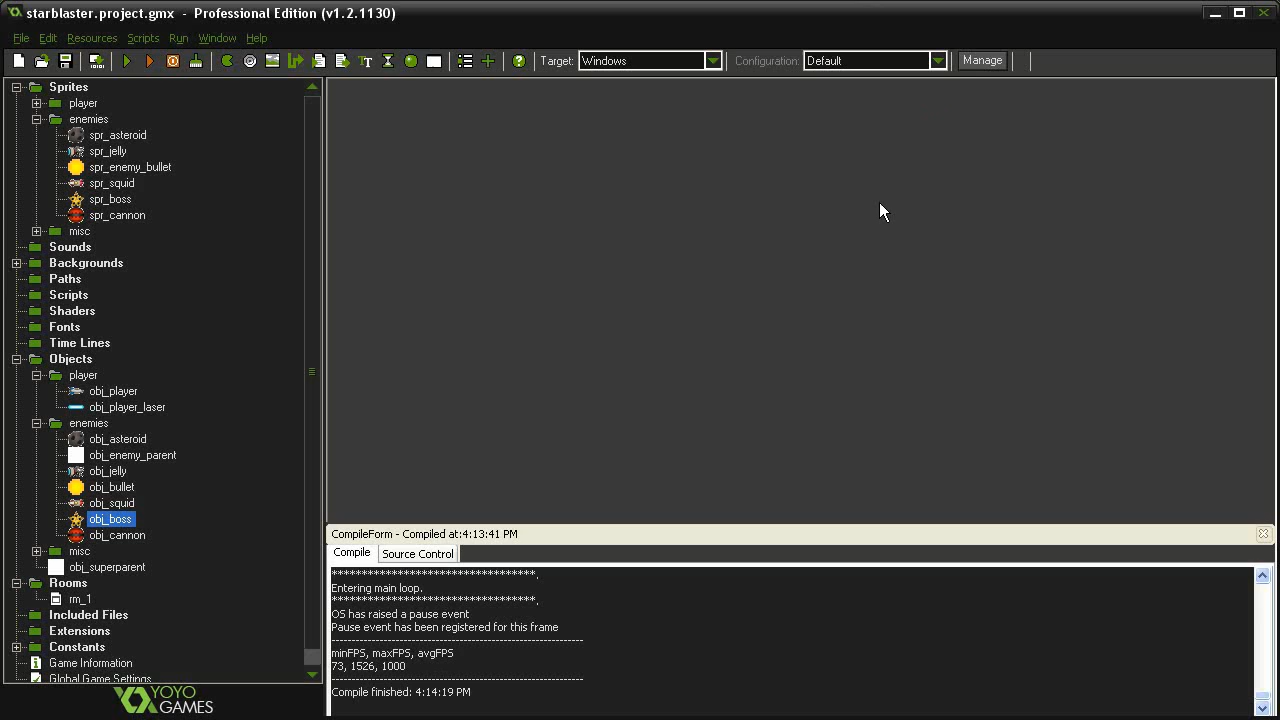 starblaster.project.gmx - Professional Edition (v1.2.1130)
File Edit Resources Scripts Run Window Help
Target: Windows Configuration: Default Manage
Sprites
player
enemies
spr_asteroid
spr_jelly
spr_enemy_bullet
spr_squid
spr_boss
spr_cannon
misc
Sounds
Backgrounds
Paths
Scripts
Shaders
Fonts
Time Lines
Objects
player
obj_player
obj_player_laser
enemies
obj_asteroid
obj_enemy_parent
obj_jelly
obj_bullet
obj_squid
obj_boss
obj_cannon
misc
obj_superparent
Rooms
rm_1
Included Files
Extensions
Constants
Game Information
Global Game Settings
YOYO
GAMES
CompileForm - Compiled at:4:13:41 PM
Compile Source Control
***********************************.
Entering main loop.
***********************************.
OS has raised a pause event
Pause event has been registered for this frame
------------------------------------------------------------
minFPS, maxFPS, avgFPS
73, 1526, 1000
------------------------------------------------------------
Compile finished: 4:14:19 PM